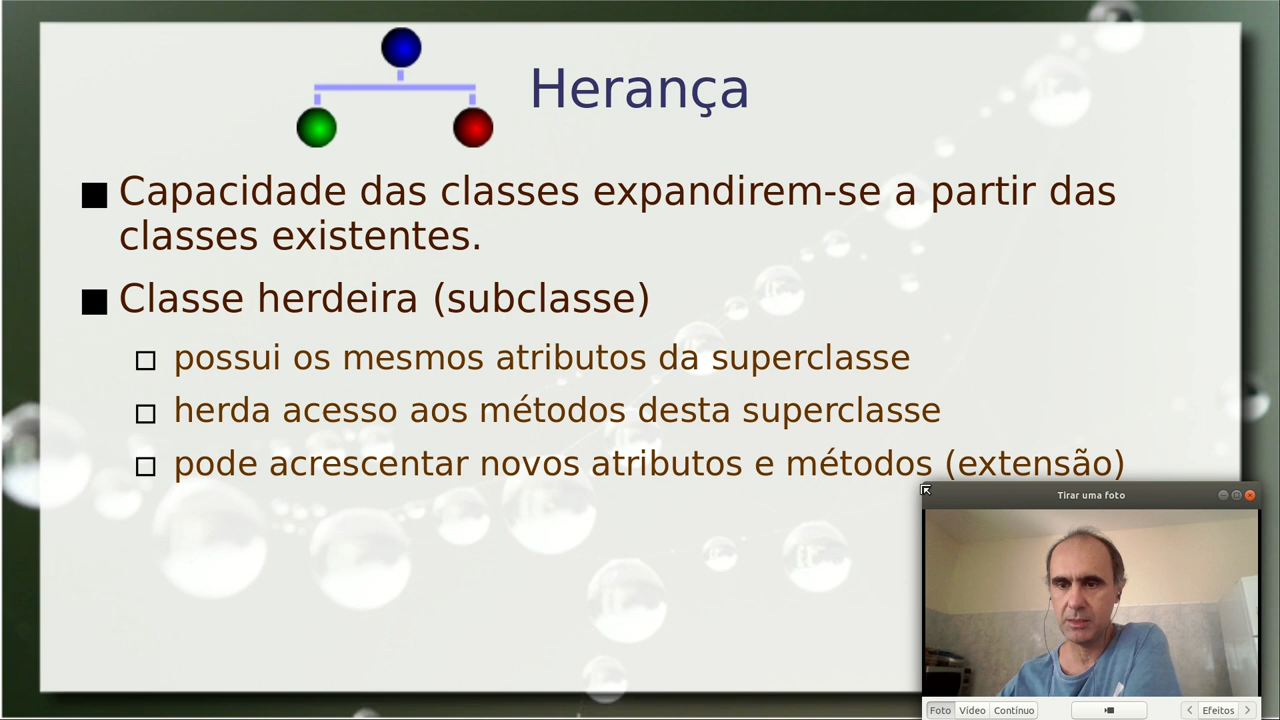 Herança
Capacidade das classes expandirem-se a partir das
classes existentes.
Classe herdeira (subclasse)
possui os mesmos atributos da superclasse
herda acesso aos métodos desta superclasse
pode acrescentar novos atributos e métodos (extensão)
Tirar uma foto
Foto Vídeo Contínuo Efeitos